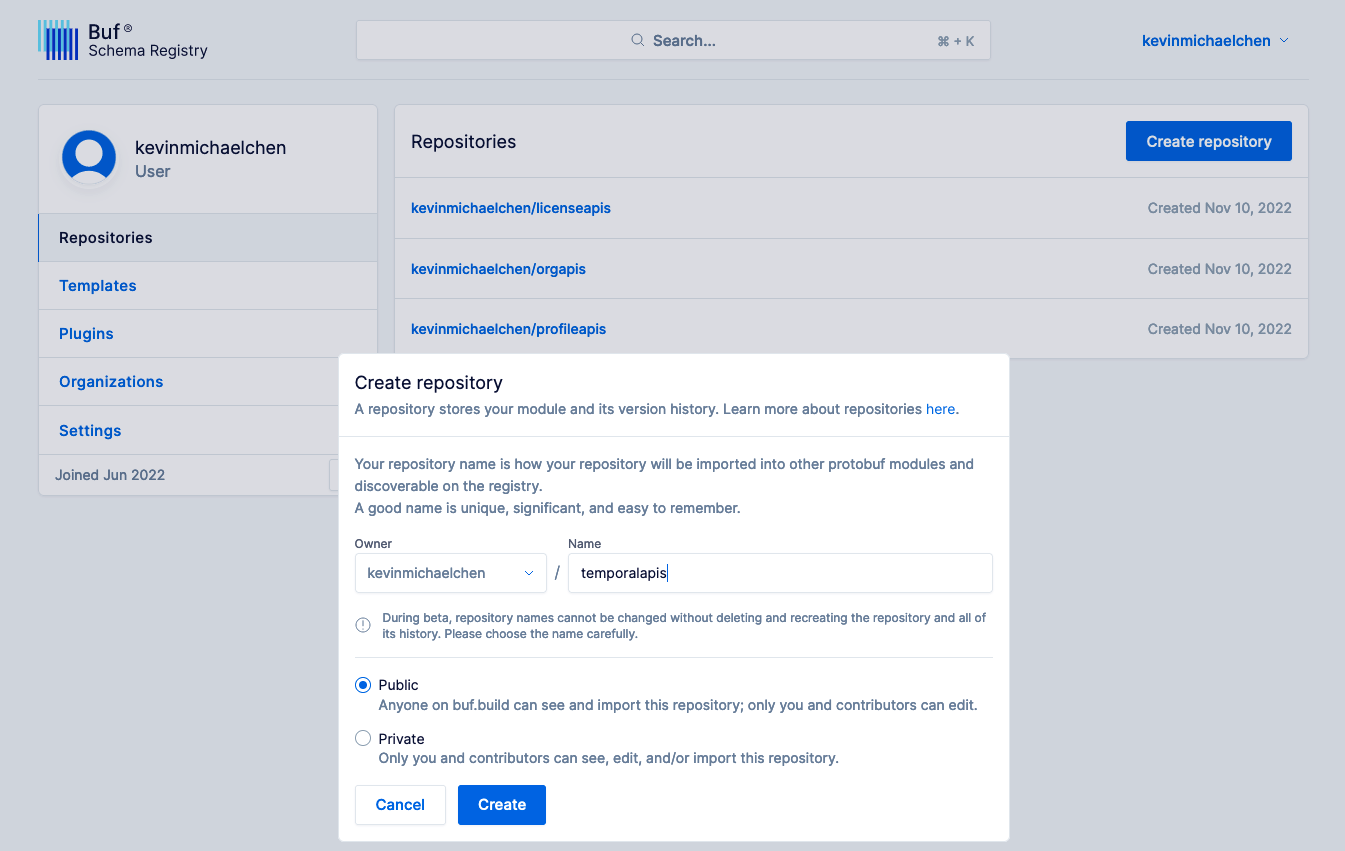 Buf ®
Schema Registry
Search...
⌘ + K
kevinmichaelchen
kevinmichaelchen
User
Repositories
Templates
Plugins
Organizations
Settings
Joined Jun 2022
Repositories
Create repository
kevinmichaelchen/licenseapis
Created Nov 10, 2022
kevinmichaelchen/orgapis
Created Nov 10, 2022
kevinmichaelchen/profileapis
Created Nov 10, 2022
Create repository
A repository stores your module and its version history. Learn more about repositories here.
Your repository name is how your repository will be imported into other protobuf modules and
discoverable on the registry.
A good name is unique, significant, and easy to remember.
Owner
Name
kevinmichaelchen
/
temporalapis
During beta, repository names cannot be changed without deleting and recreating the repository and all of
its history. Please choose the name carefully.
Public
Anyone on buf.build can see and import this repository; only you and contributors can edit.
Private
Only you and contributors can see, edit, and/or import this repository.
Cancel
Create